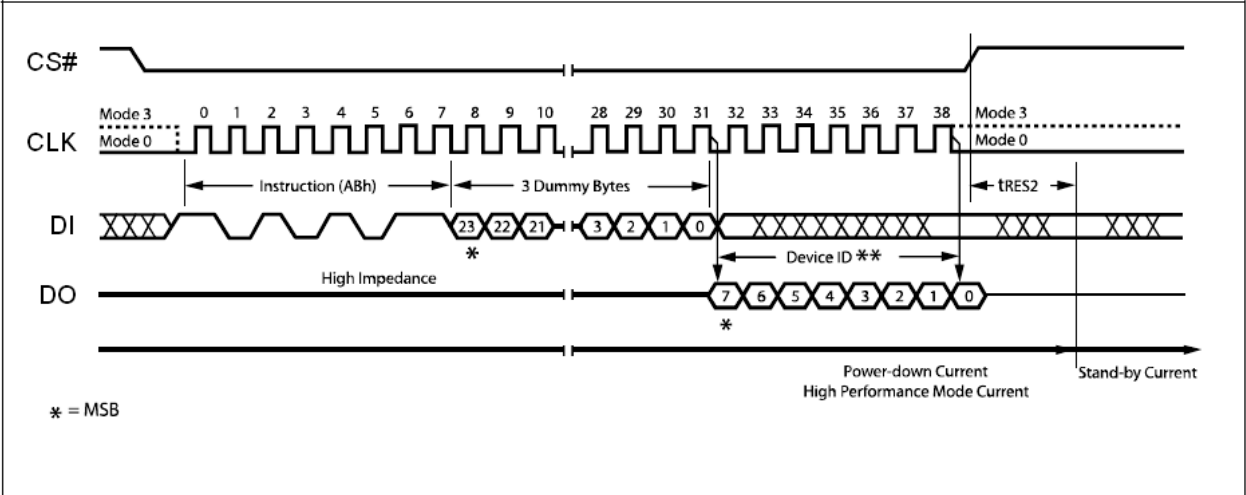 CS#
Mode 3 0 1 2 3 4 5 6 7 8 9 10 28 29 30 31 32 33 34 35 36 37 38 Mode 3
CLK Mode 0 Mode 0
Instruction (ABh) 3 Dummy Bytes tRES2
DI 23 22 21 3 2 1 0
* Device ID **
High Impedance
DO 7 6 5 4 3 2 1 0
*
Power-down Current Stand-by Current
High Performance Mode Current
* = MSB